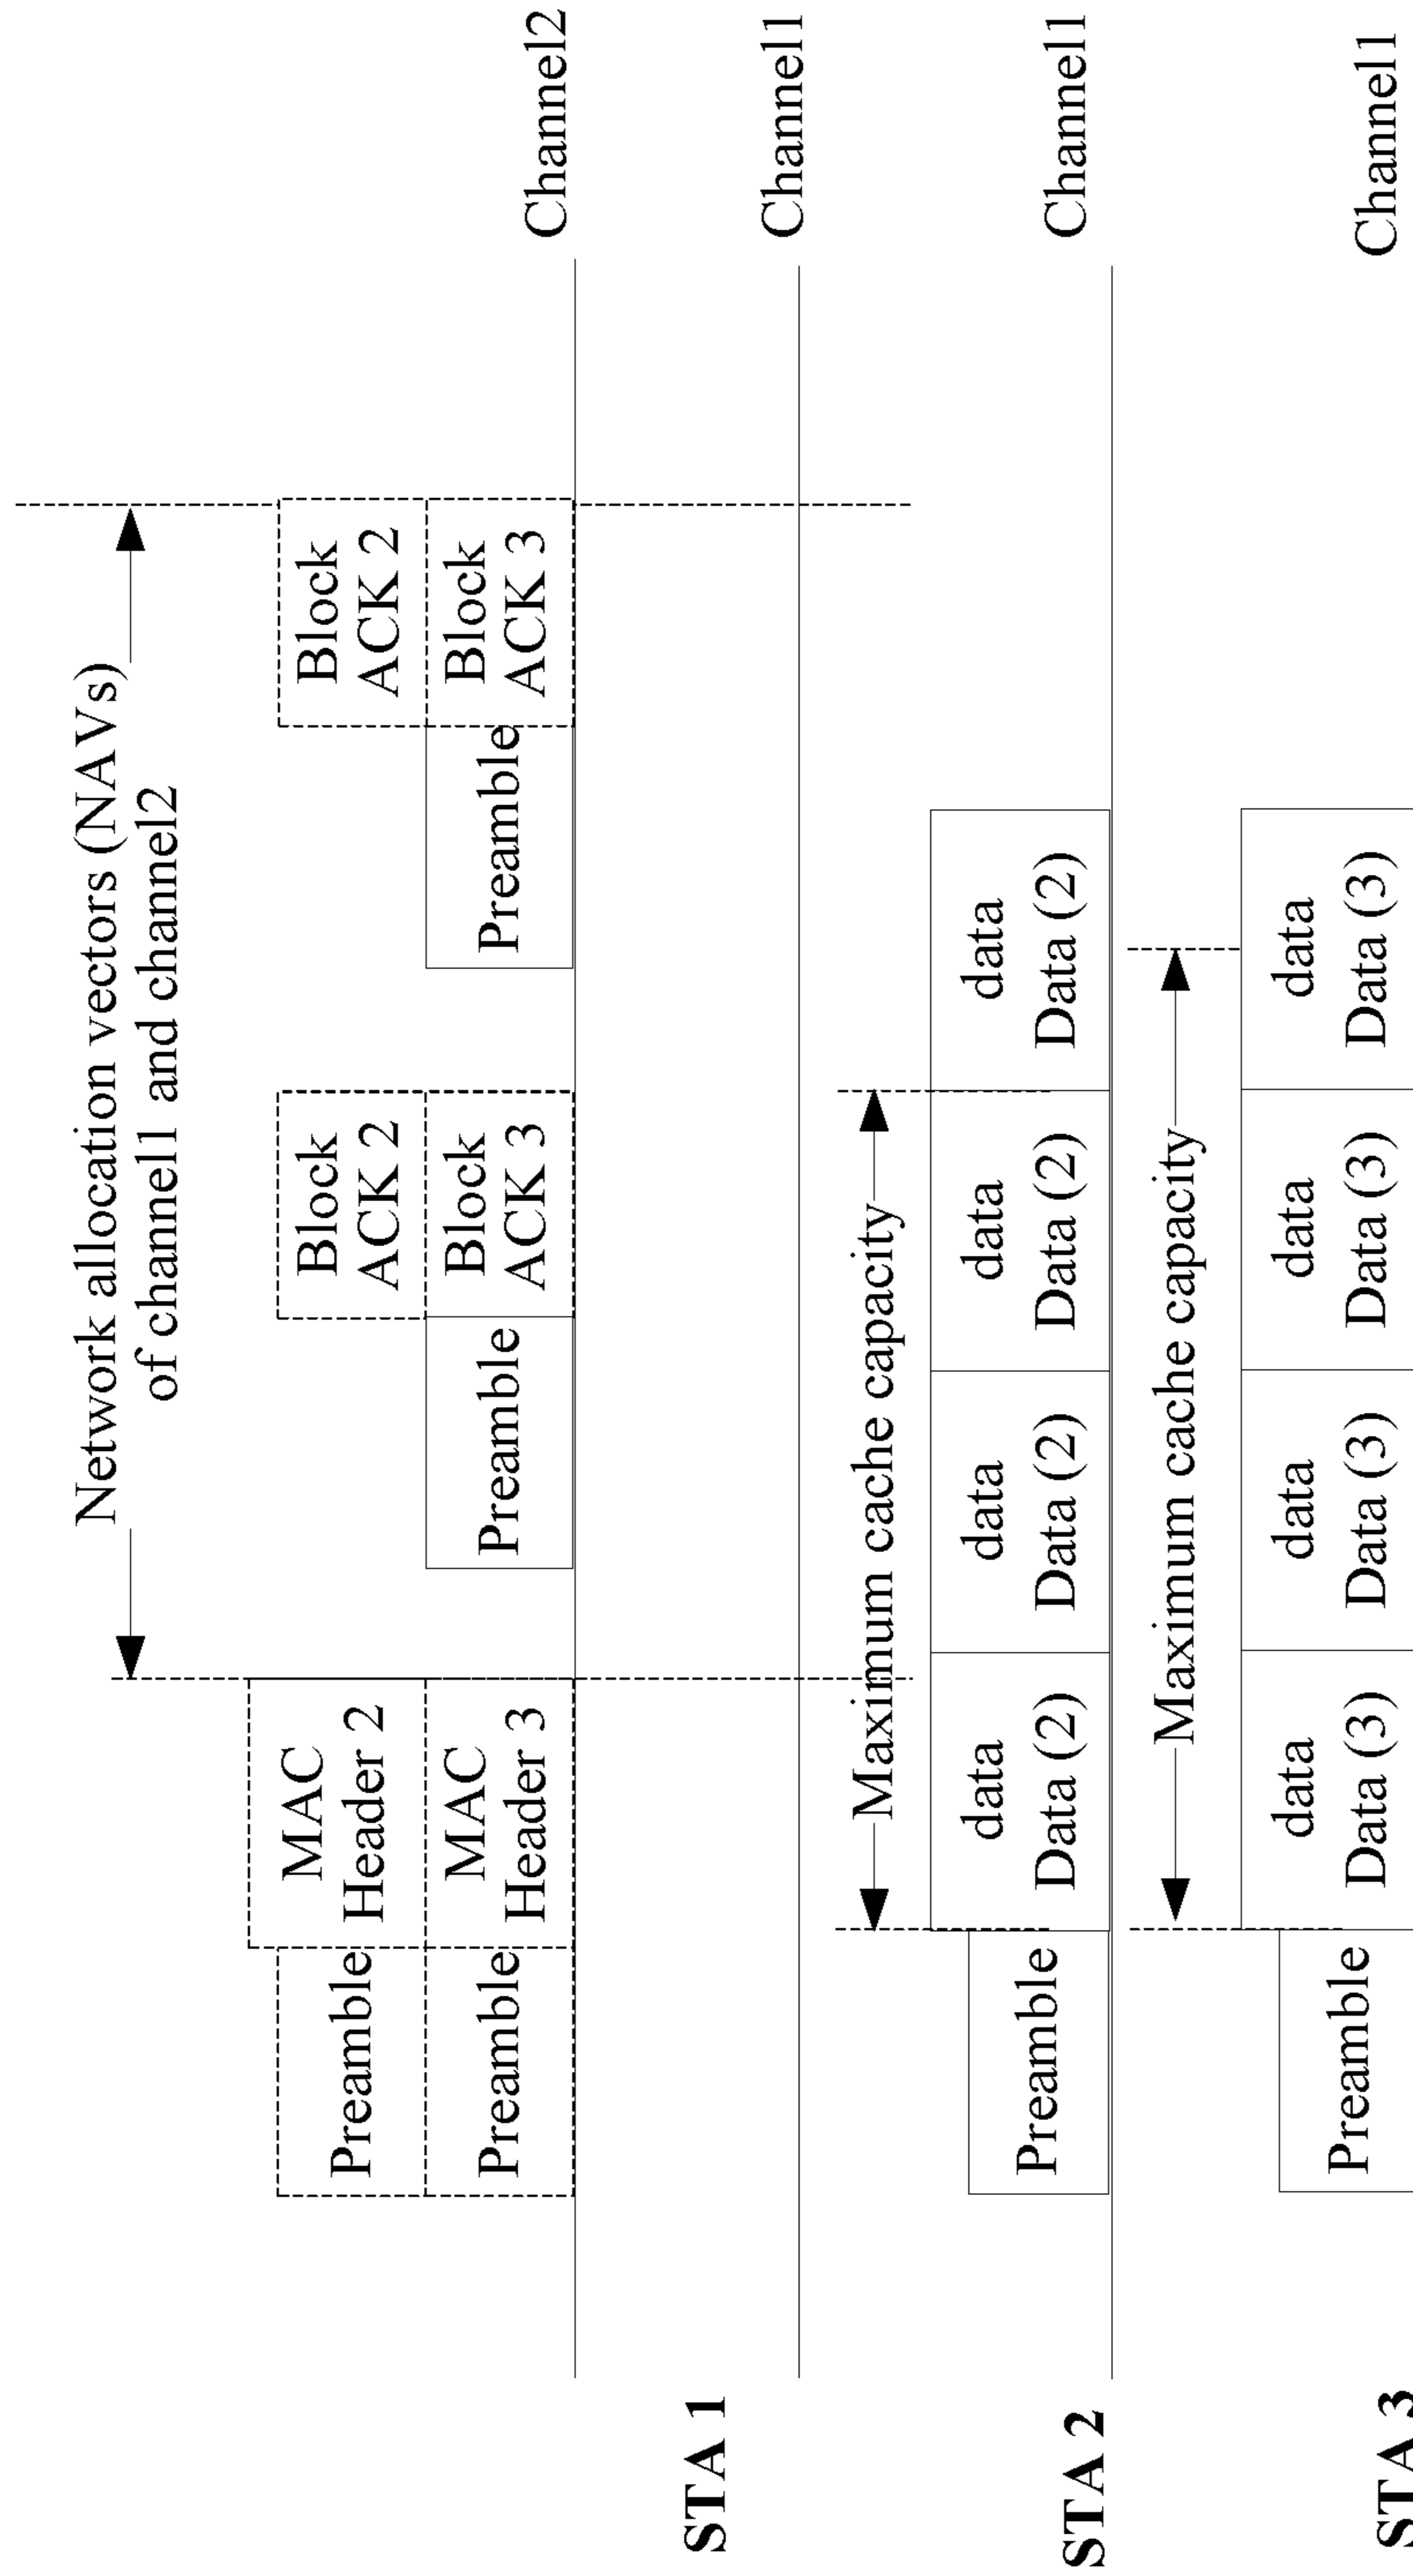 Network allocation vectors (NAVs)
of channel1 and channel2
Preamble
MAC
Header 2
Block
ACK 2
Block
ACK 2
Preamble
MAC
Header 3
Preamble
Block
ACK 3
Preamble
Block
ACK 3
Channel2
STA 1
Channel1
Maximum cache capacity
Preamble
data
Data (2)
data
Data (2)
data
Data (2)
data
Data (2)
Channel1
STA 2
Maximum cache capacity
Preamble
data
Data (3)
data
Data (3)
data
Data (3)
data
Data (3)
Channel1
STA 3